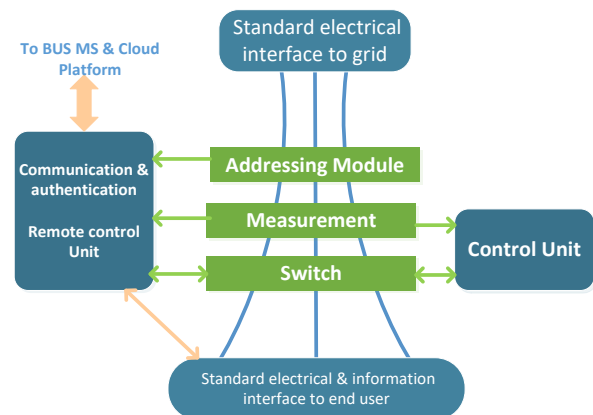 Standard electrical
interface to grid
To BUS MS & Cloud
Platform
Communication &
authentication
Remote control
Unit
Addressing Module
Measurement
Switch
Control Unit
Standard electrical & information
interface to end user